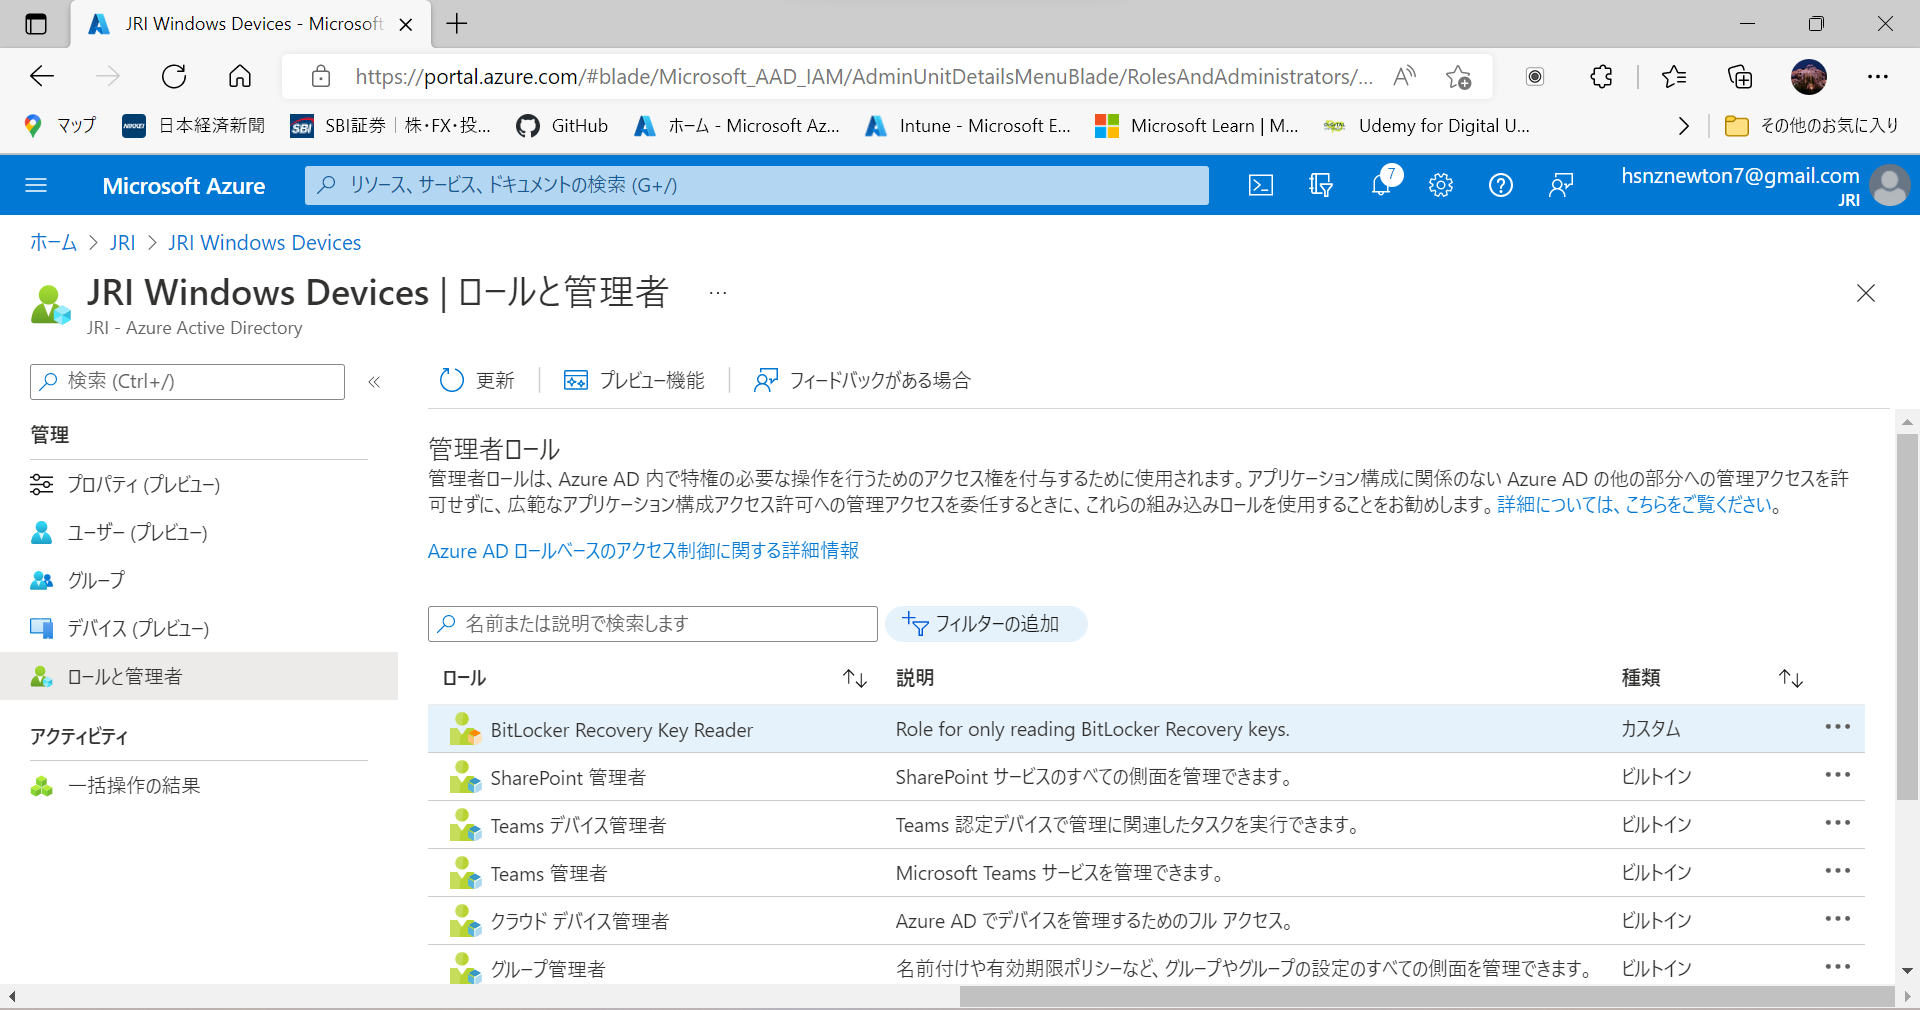 JRI Windows Devices - Microsoft
https://portal.azure.com/#blade/Microsoft_AAD_IAM/AdminUnitDetailsMenuBlade/RolesAndAdministrators/...
マップ
NIKKEI 日本経済新聞
SBI SBI証券｜株・FX・投...
GitHub
ホーム - Microsoft Az...
Intune - Microsoft E...
Microsoft Learn | M...
Udemy for Digital U...
その他のお気に入り
Microsoft Azure
リソース、サービス、ドキュメントの検索 (G+/)
7
hsnznewton7@gmail.com
JRI
ホーム > JRI > JRI Windows Devices
JRI Windows Devices | ロールと管理者 ...
JRI - Azure Active Directory
検索 (Ctrl+/)
«
管理
プロパティ (プレビュー)
ユーザー (プレビュー)
グループ
デバイス (プレビュー)
ロールと管理者
アクティビティ
一括操作の結果
更新
プレビュー機能
フィードバックがある場合
管理者ロール
管理者ロールは、Azure AD 内で特権の必要な操作を行うためのアクセス権を付与するために使用されます。アプリケーション構成に関係のない Azure AD の他の部分への管理アクセスを許
可せずに、広範なアプリケーション構成アクセス許可への管理アクセスを委任するときに、これらの組み込みロールを使用することをお勧めします。詳細については、こちらをご覧ください。
Azure AD ロールベースのアクセス制御に関する詳細情報
名前または説明で検索します
フィルターの追加
ロール 説明 種類
BitLocker Recovery Key Reader Role for only reading BitLocker Recovery keys. カスタム ...
SharePoint 管理者 SharePoint サービスのすべての側面を管理できます。 ビルトイン ...
Teams デバイス管理者 Teams 認定デバイスで管理に関連したタスクを実行できます。 ビルトイン ...
Teams 管理者 Microsoft Teams サービスを管理できます。 ビルトイン ...
クラウド デバイス管理者 Azure AD でデバイスを管理するためのフル アクセス。 ビルトイン ...
グループ管理者 名前付けや有効期限ポリシーなど、グループやグループの設定のすべての側面を管理できます。 ビルトイン ...